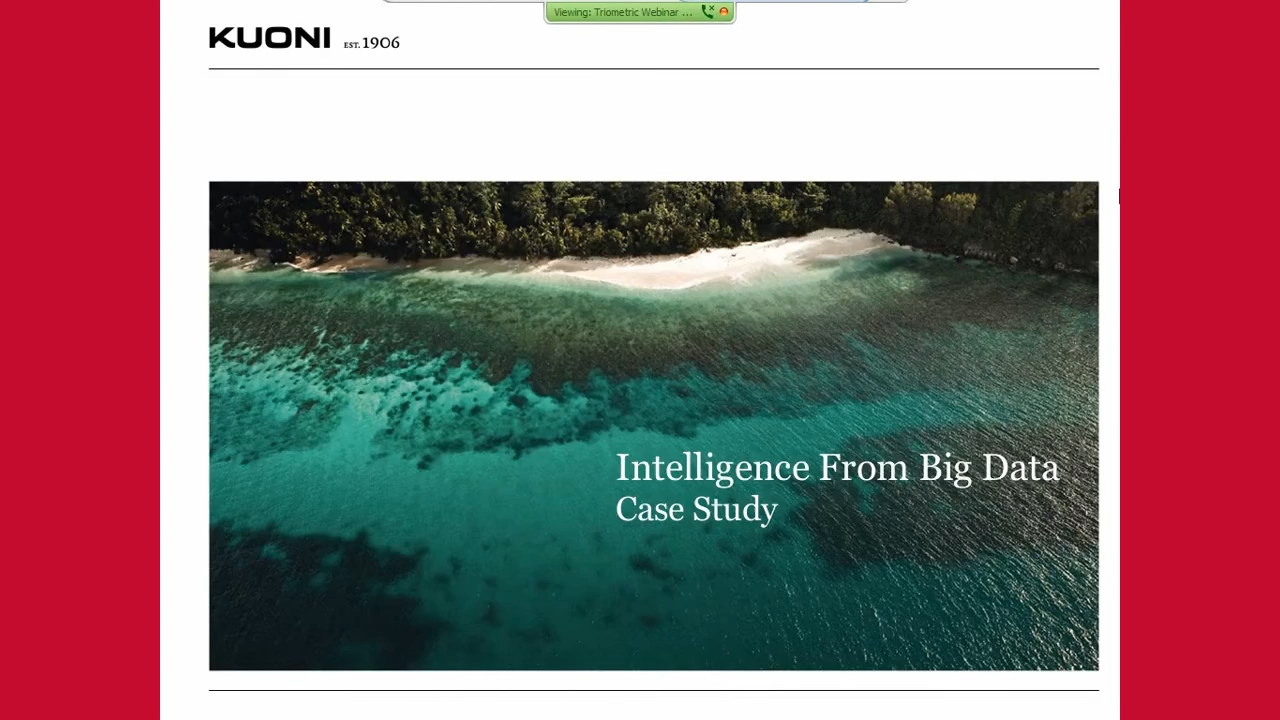 Viewing: Triometric Webinar ...
KUONI EST. 1906
Intelligence From Big Data
Case Study